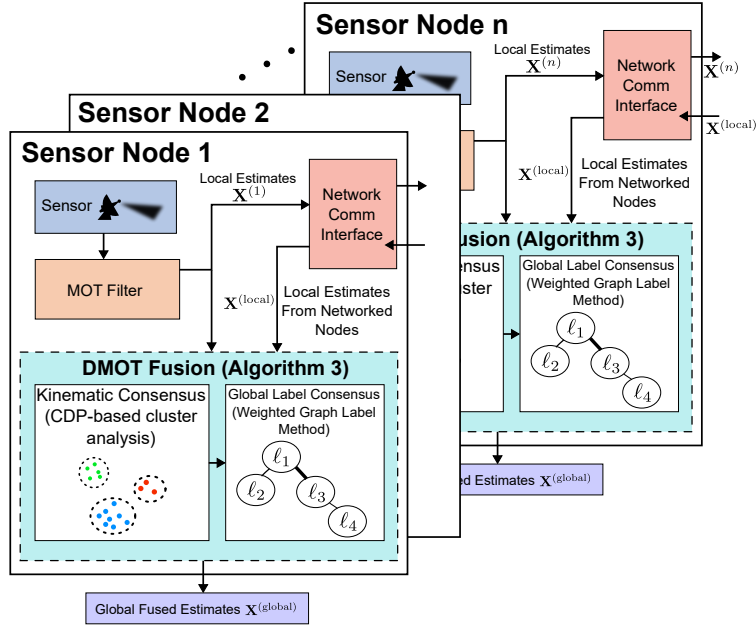 Sensor Node n
Sensor
Local Estimates
𝐗⁽ⁿ⁾
Network
Comm
Interface
𝐗⁽ⁿ⁾
𝐗⁽ˡᵒᶜᵃˡ⁾
𝐗⁽ˡᵒᶜᵃˡ⁾
Local Estimates
From Networked
Nodes
usion (Algorithm 3)
ensus
uster
Global Label Consensus
(Weighted Graph Label
Method)
ℓ₁
ℓ₂
ℓ₃
ℓ₄
ed Estimates 𝐗⁽ᵍˡᵒᵇᵃˡ⁾
Sensor Node 2
Sensor Node 1
Sensor
MOT Filter
Local Estimates
𝐗⁽¹⁾
Network
Comm
Interface
𝐗⁽ˡᵒᶜᵃˡ⁾
Local Estimates
From Networked
Nodes
DMOT Fusion (Algorithm 3)
Kinematic Consensus
(CDP-based cluster
analysis)
Global Label Consensus
(Weighted Graph Label
Method)
ℓ₁
ℓ₂
ℓ₃
ℓ₄
Global Fused Estimates 𝐗⁽ᵍˡᵒᵇᵃˡ⁾